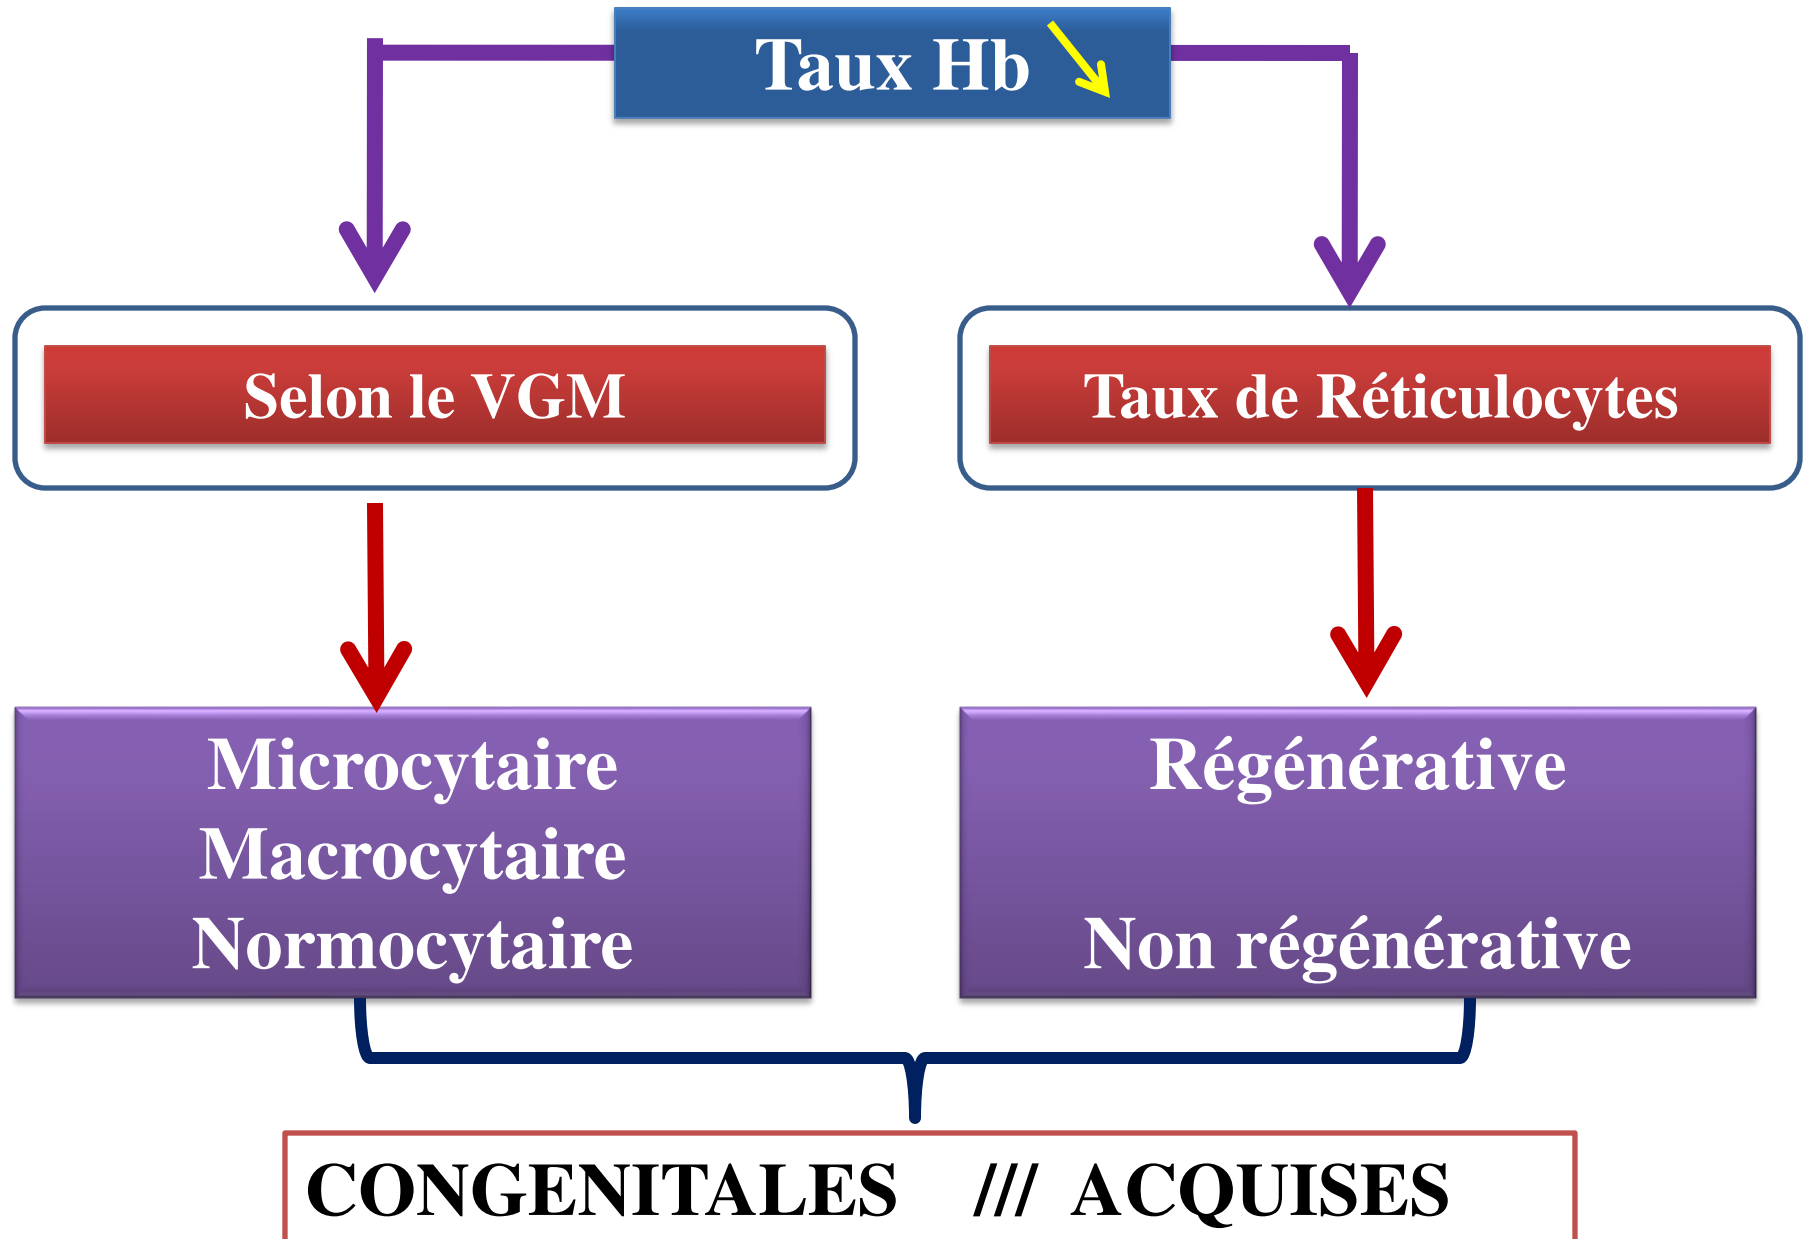 Taux Hb
Selon le VGM
Taux de Réticulocytes
Microcytaire
Macrocytaire
Normocytaire
Régénérative
Non régénérative
CONGENITALES /// ACQUISES